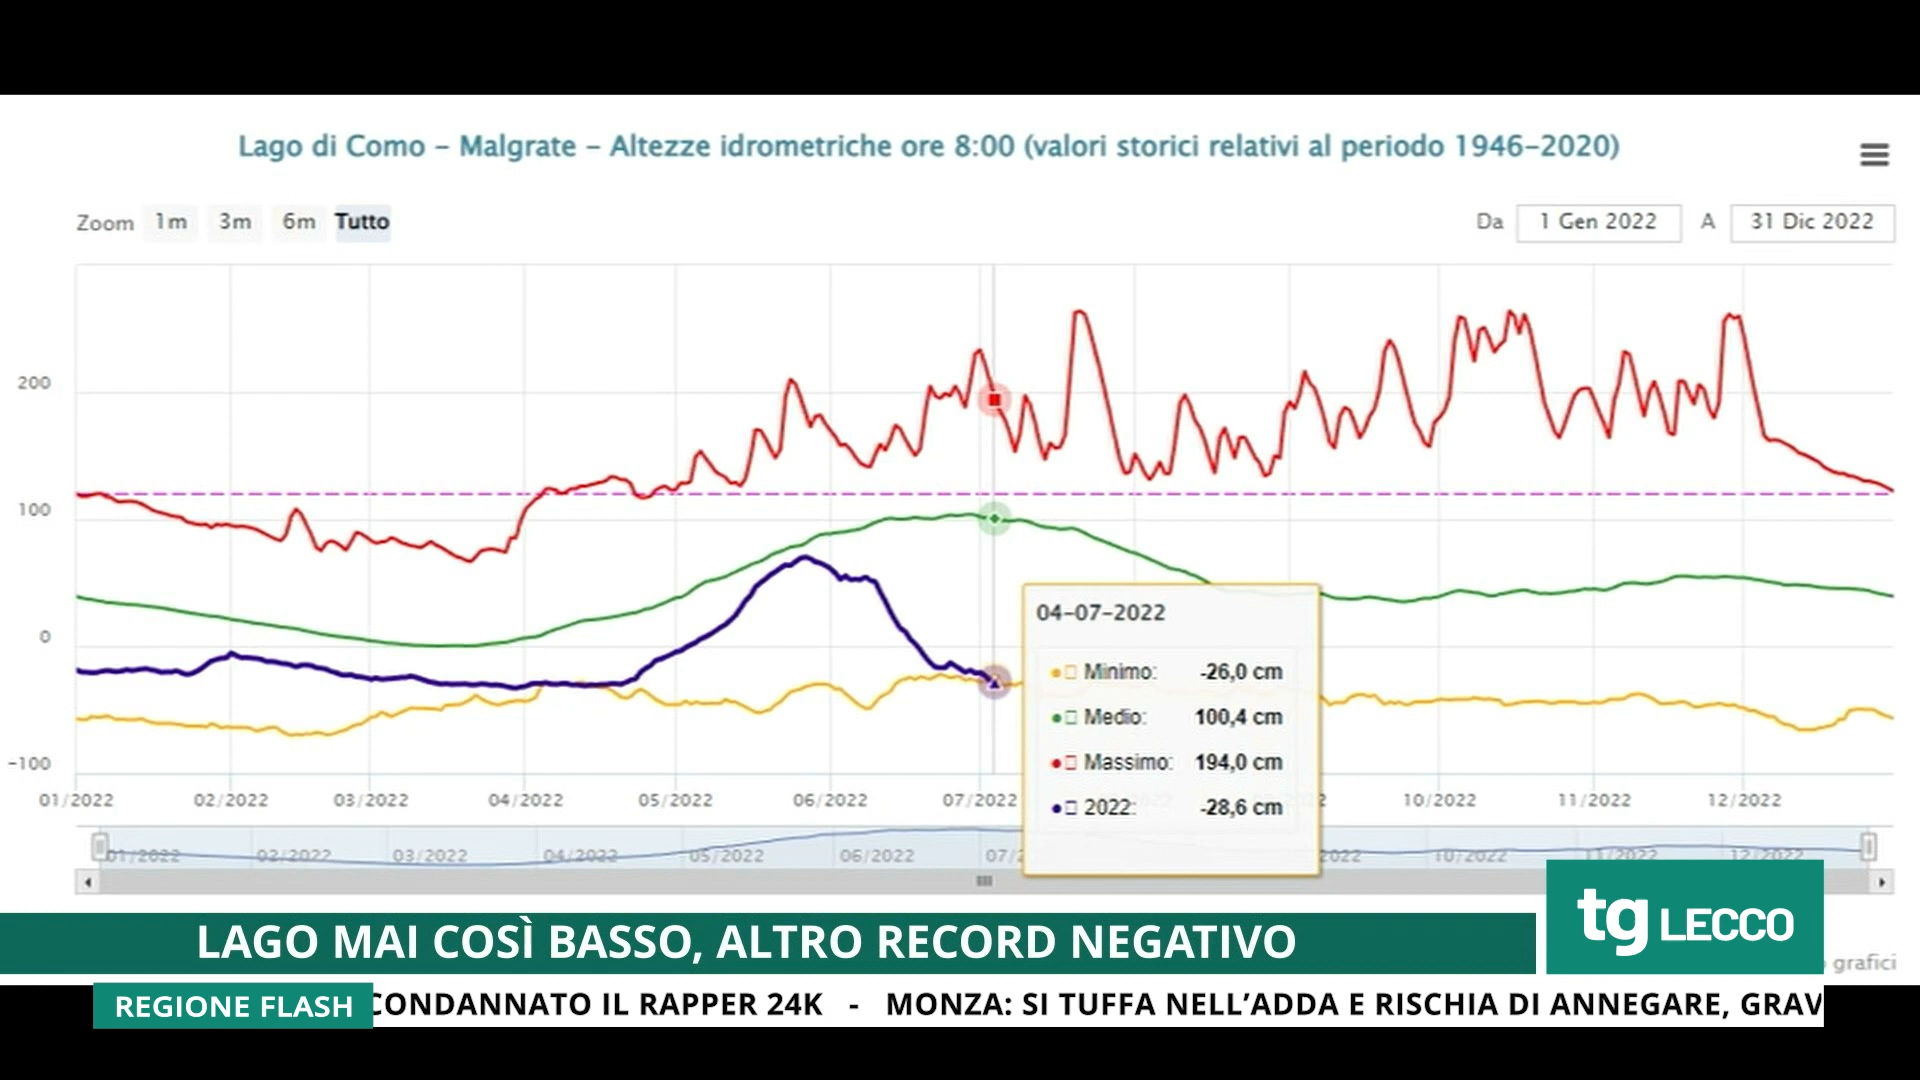 Lago di Como – Malgrate – Altezze idrometriche ore 8:00 (valori storici relativi al periodo 1946–2020)
Zoom 1m 3m 6m Tutto Da 1 Gen 2022 A 31 Dic 2022
200
100
0
-100
04-07-2022
Minimo: -26,0 cm
Medio: 100,4 cm
Massimo: 194,0 cm
2022: -28,6 cm
01/2022 02/2022 03/2022 04/2022 05/2022 06/2022 07/2022 10/2022 11/2022 12/2022
01/2022 02/2022 03/2022 04/2022 05/2022 06/2022 07/2 2022 10/2022 11/2022 12/2022
LAGO MAI COSÌ BASSO, ALTRO RECORD NEGATIVO
tg LECCO
grafici
REGIONE FLASH CONDANNATO IL RAPPER 24K - MONZA: SI TUFFA NELL'ADDA E RISCHIA DI ANNEGARE, GRAV